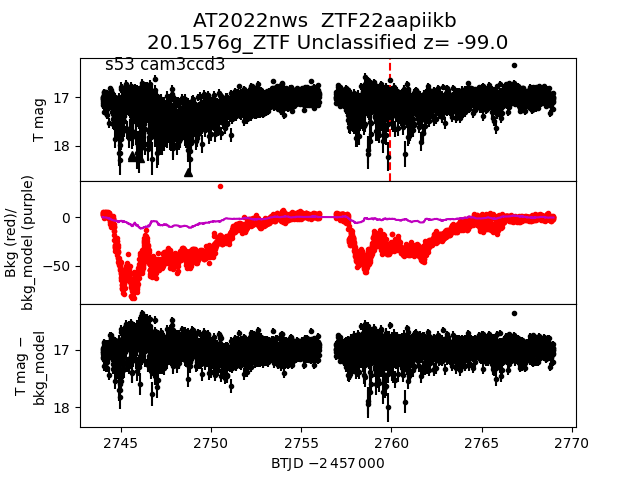 AT2022nws  ZTF22aapiikb
20.1576g_ZTF Unclassified z= -99.0
s53 cam3ccd3
T mag
17
18
Bkg (red)/
bkg_model (purple)
0
−50
T mag −
bkg_model
17
18
2745 2750 2755 2760 2765 2770
BTJD −2 457 000